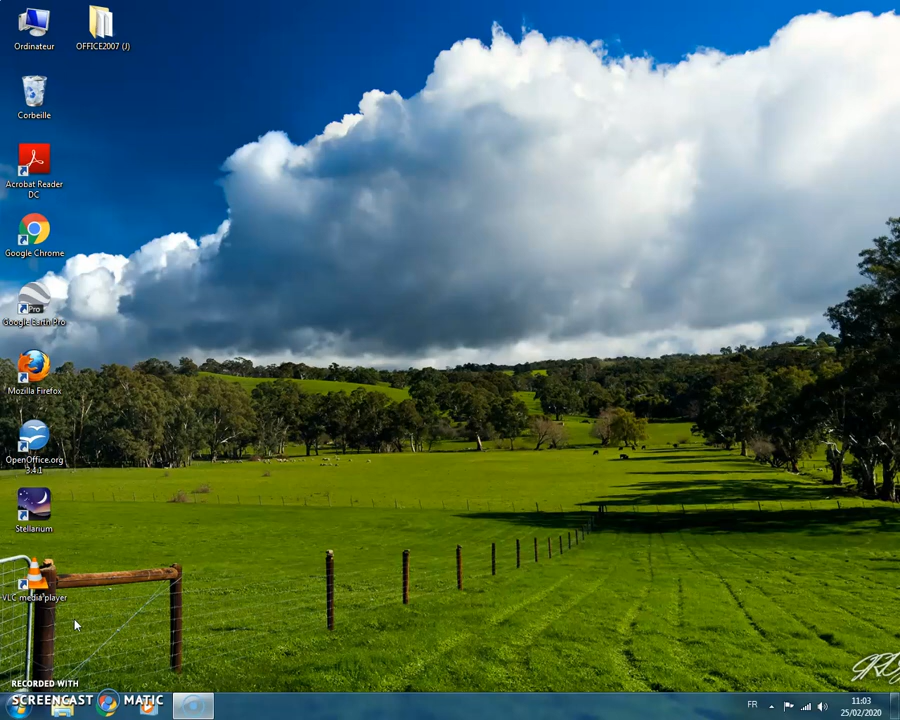 Ordinateur
OFFICE2007 (J)
Corbeille
Acrobat Reader
DC
Google Chrome
Pro
Google Earth Pro
Mozilla Firefox
OpenOffice.org
3.4.1
Stellarium
VLC media player
RECORDED WITH
SCREENCAST MATIC
FR
11:03
25/02/2020